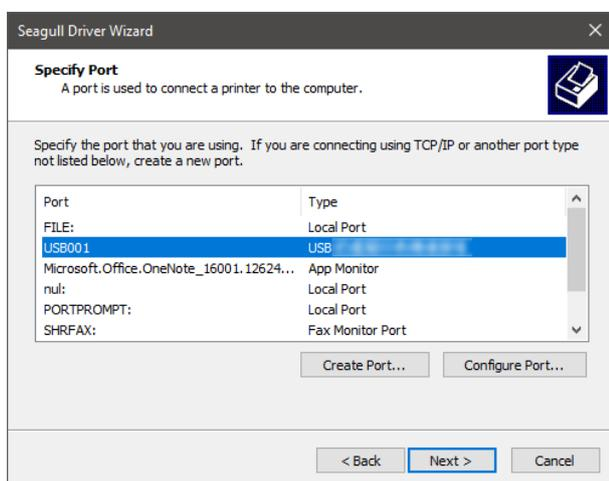 Seagull Driver Wizard
Specify Port
A port is used to connect a printer to the computer.
Specify the port that you are using. If you are connecting using TCP/IP or another port type
not listed below, create a new port.
Port Type
FILE: Local Port
USB001 USB
Microsoft.Office.OneNote_16001.12624... App Monitor
nul: Local Port
PORTPROMPT: Local Port
SHRFAX: Fax Monitor Port
Create Port... Configure Port...
< Back Next > Cancel